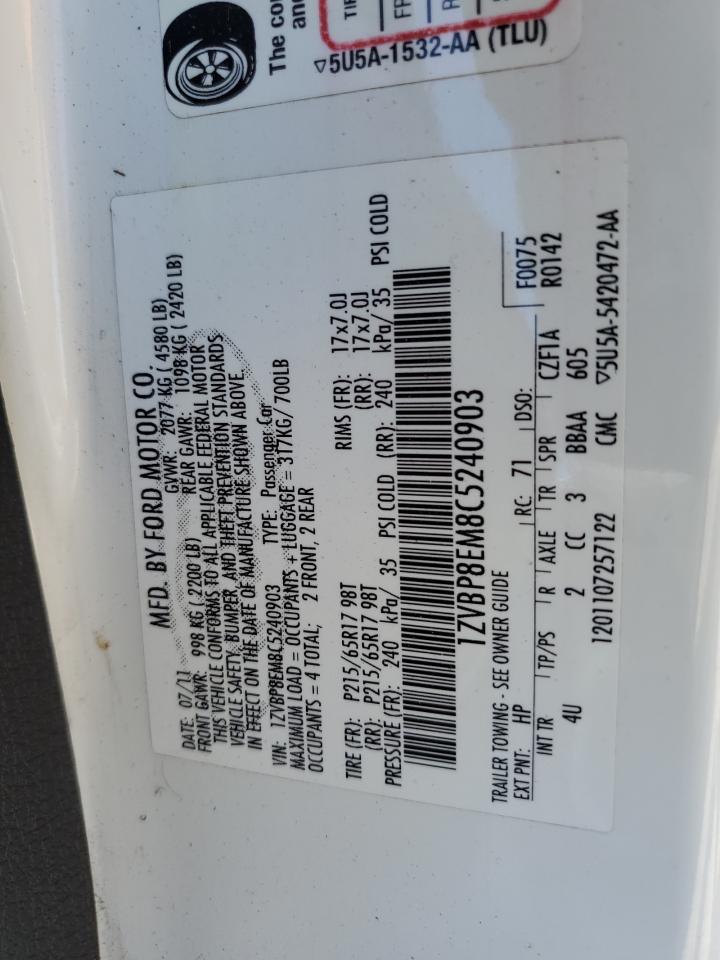 The co
an
TI
FR
R
5U5A-1532-AA (TLU)
MFD. BY FORD MOTOR CO.
DATE: 07/11 GVWR: 2077 KG ( 4580 LB)
FRONT GAWR: 998 KG ( 2200 LB) REAR GAWR: 1098 KG ( 2420 LB)
THIS VEHICLE CONFORMS TO ALL APPLICABLE FEDERAL MOTOR
VEHICLE SAFETY, BUMPER, AND THEFT PREVENTION STANDARDS
IN EFFECT ON THE DATE OF MANUFACTURE SHOWN ABOVE.
VIN: 1ZVBP8EM8C5240903 TYPE: Passenger Car
MAXIMUM LOAD = OCCUPANTS + LUGGAGE = 317KG/ 700LB
OCCUPANTS = 4 TOTAL; 2 FRONT, 2 REAR
TIRE (FR): P215/65R17 98T RIMS (FR): 17x7.0J
(RR): P215/65R17 98T (RR): 17x7.0J
PRESSURE (FR): 240 kPa/ 35 PSI COLD (RR): 240 kPa/ 35 PSI COLD
1ZVBP8EM8C5240903
TRAILER TOWING - SEE OWNER GUIDE F0075
EXT PNT: HP RC: 71 DSO: R0142
INT TR TP/PS R AXLE TR SPR CZF1A
4U 2 CC 3 BBAA 605
1201107257122 CMC 5U5A-5420472-AA